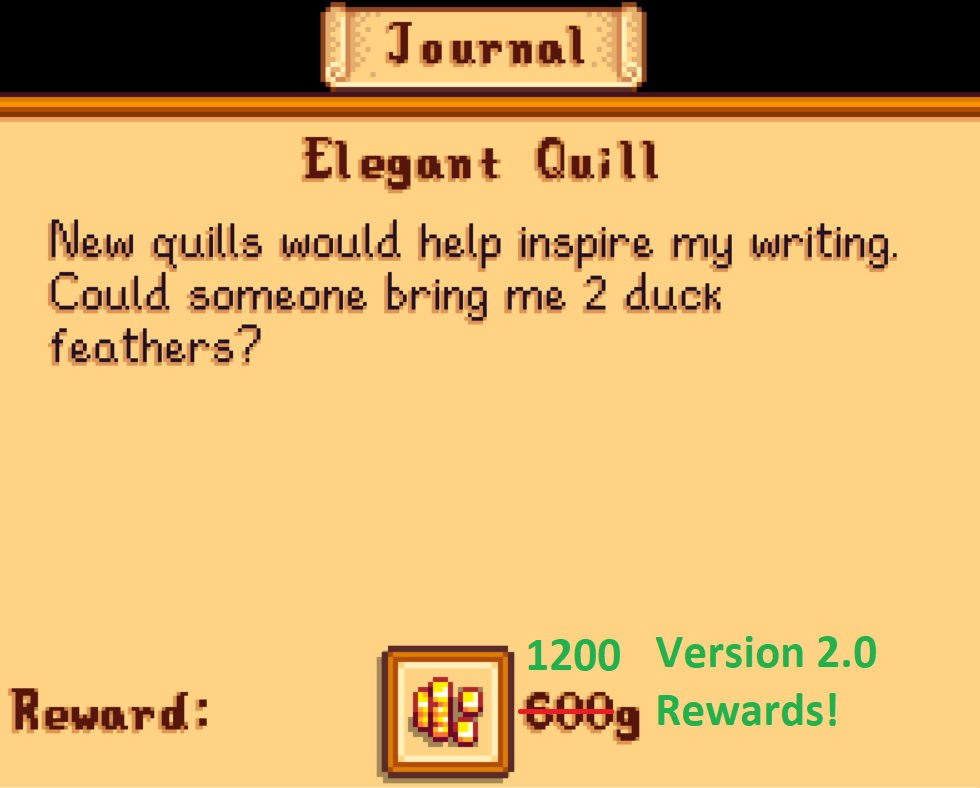 Journal
Elegant Quill
New quills would help inspire my writing.
Could someone bring me 2 duck
feathers?
1200 Version 2.0
Reward: 600g Rewards!